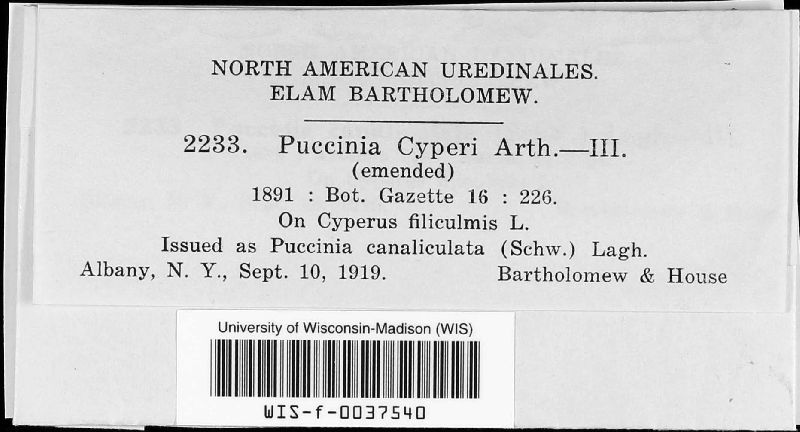 NORTH AMERICAN UREDINALES.
ELAM BARTHOLOMEW.
2233. Puccinia Cyperi Arth.—III.
(emended)
1891 : Bot. Gazette 16 : 226.
On Cyperus filiculmis L.
Issued as Puccinia canaliculata (Schw.) Lagh.
Albany, N. Y., Sept. 10, 1919. Bartholomew & House
University of Wisconsin-Madison (WIS)
WIS-f-0037540